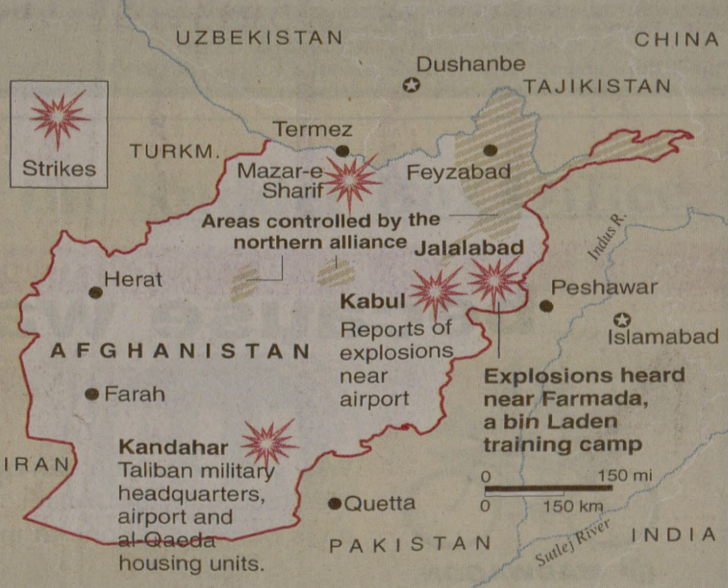 UZBEKISTAN
CHINA
Dushanbe
TAJIKISTAN
Strikes
TURKM.
Termez
Mazar-e
Sharif
Feyzabad
Areas controlled by the
northern alliance
Jalalabad
Indus R.
Herat
Kabul
Reports of
explosions
near
airport
Peshawar
Islamabad
AFGHANISTAN
Farah
Explosions heard
near Farmada,
a bin Laden
training camp
Kandahar
Taliban military
headquarters,
airport and
al-Qaeda
housing units.
IRAN
0 150 mi
0 150 km
Quetta
PAKISTAN
Sutlej River
INDIA